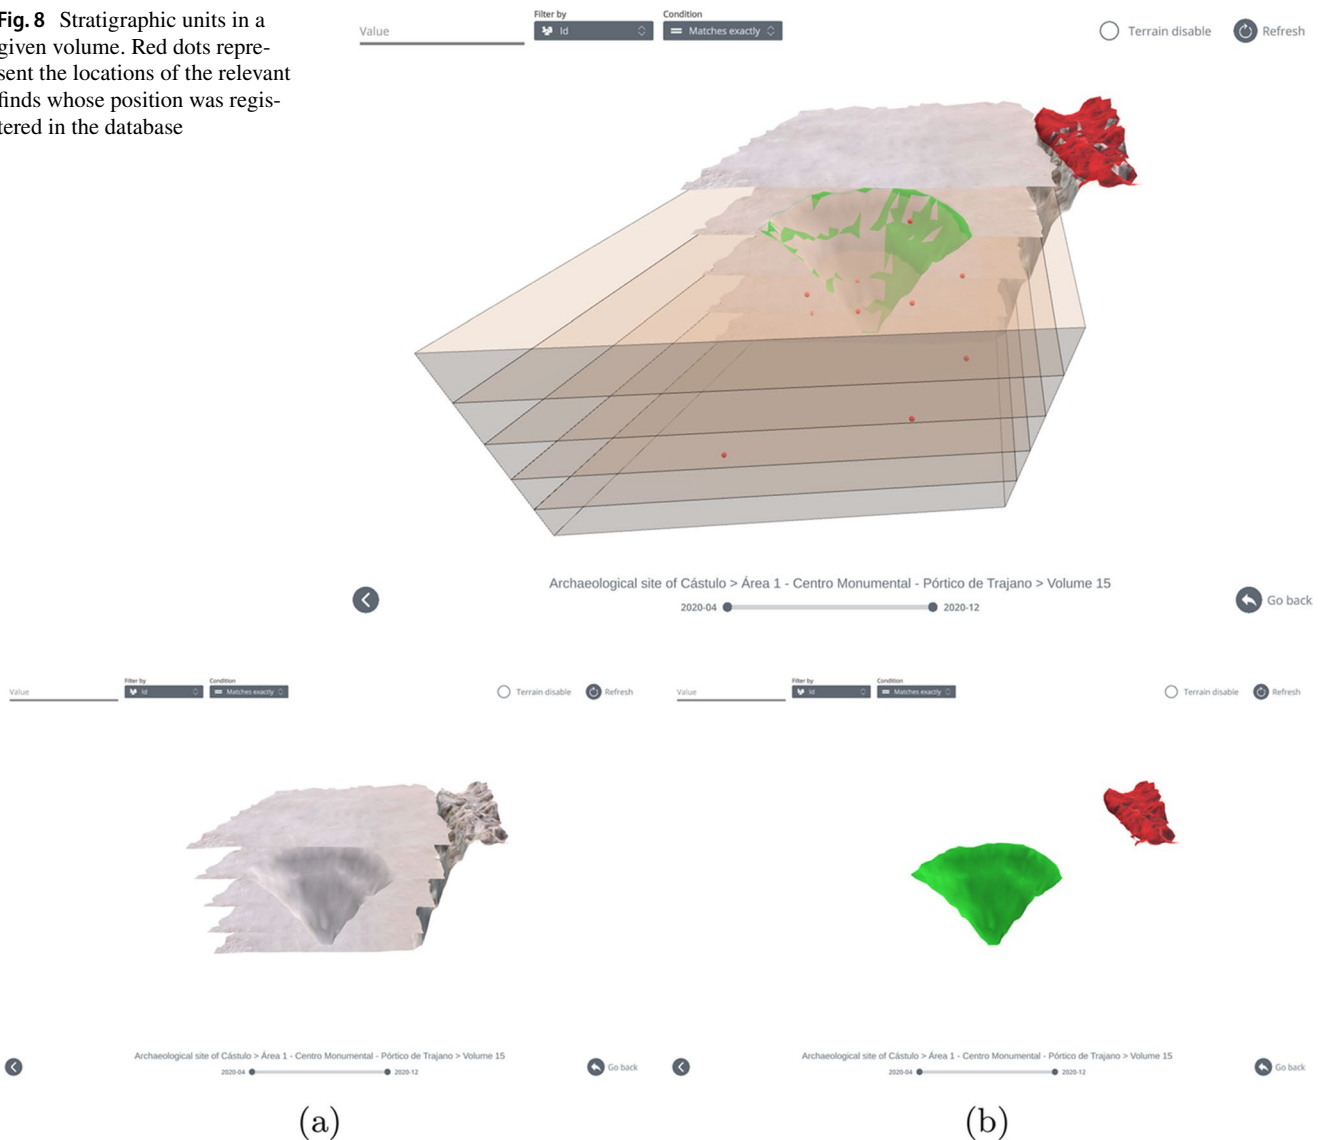 Fig. 8 Stratigraphic units in a
given volume. Red dots repre-
sent the locations of the relevant
finds whose position was regis-
tered in the database
Value
Filter by
Id
Condition
Matches exactly
Terrain disable
Refresh
Archaeological site of Cástulo > Área 1 - Centro Monumental - Pórtico de Trajano > Volume 15
2020-04
2020-12
Go back
Value
Filter by
Id
Condition
Matches exactly
Terrain disable
Refresh
Archaeological site of Cástulo > Área 1 - Centro Monumental - Pórtico de Trajano > Volume 15
2020-04
2020-12
Go back
(a)
Value
Filter by
Id
Condition
Matches exactly
Terrain disable
Refresh
Archaeological site of Cástulo > Área 1 - Centro Monumental - Pórtico de Trajano > Volume 15
2020-04
2020-12
Go back
(b)